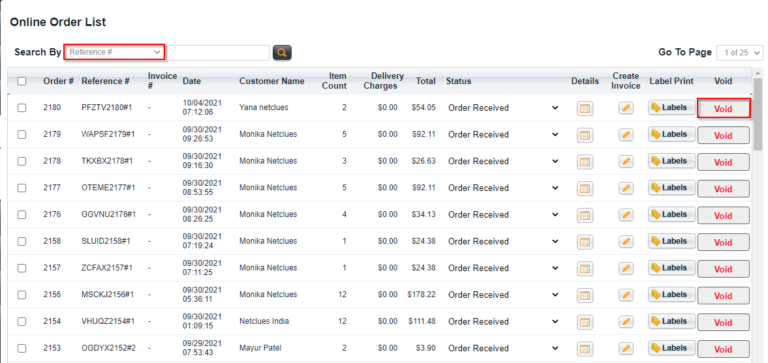 Online Order List
Search By Reference # Go To Page 1 of 25
Order # Reference # Invoice # Date Customer Name Item Count Delivery Charges Total Status Details Create Invoice Label Print Void
2180 PFZTV2180#1 - 10/04/2021 07:12:06 Yana netclues 2 $0.00 $54.05 Order Received Labels Void
2179 WAPSF2179#1 - 09/30/2021 09:26:53 Monika Netclues 5 $0.00 $92.11 Order Received Labels Void
2178 TKXBX2178#1 - 09/30/2021 09:16:30 Monika Netclues 3 $0.00 $26.63 Order Received Labels Void
2177 OTEME2177#1 - 09/30/2021 08:53:55 Monika Netclues 5 $0.00 $92.11 Order Received Labels Void
2176 GGVNU2176#1 - 09/30/2021 08:26:25 Monika Netclues 4 $0.00 $34.13 Order Received Labels Void
2158 SLUID2158#1 - 09/30/2021 07:19:24 Monika Netclues 1 $0.00 $24.38 Order Received Labels Void
2157 ZCFAX2157#1 - 09/30/2021 07:11:25 Monika Netclues 1 $0.00 $24.38 Order Received Labels Void
2156 MSCKJ2156#1 - 09/30/2021 05:36:11 Monika Netclues 12 $0.00 $178.22 Order Received Labels Void
2154 VHUQZ2154#1 - 09/30/2021 01:09:15 Netclues India 12 $0.00 $111.48 Order Received Labels Void
2153 OGDYX2152#2 - 09/29/2021 07:53:43 Mayur Patel 2 $0.00 $3.90 Order Received Labels Void